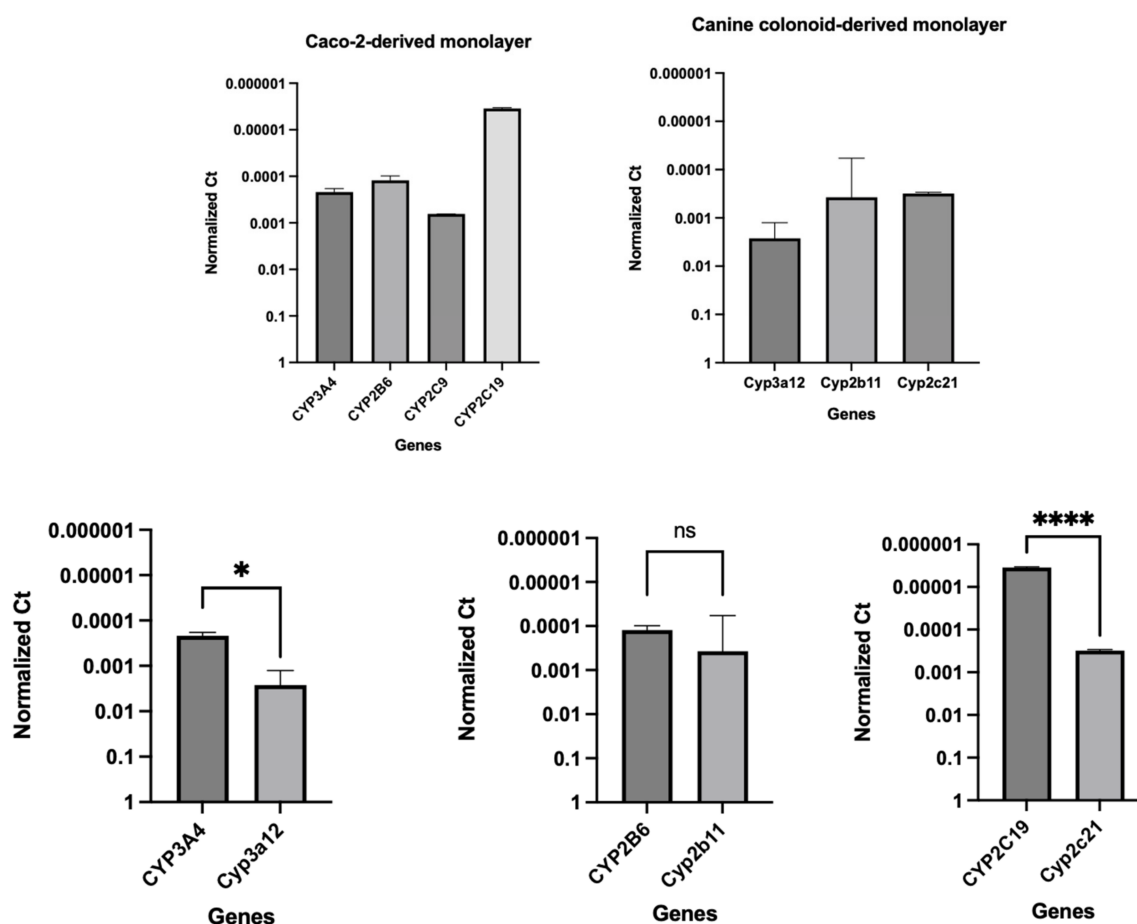 Caco-2-derived monolayer
Normalized Ct
0.000001
0.00001
0.0001
0.001
0.01
0.1
1
CYP3A4
CYP2B6
CYP2C9
CYP2C19
Genes
Canine colonoid-derived monolayer
Normalized Ct
0.000001
0.00001
0.0001
0.001
0.01
0.1
1
Cyp3a12
Cyp2b11
Cyp2c21
Genes
Normalized Ct
0.000001
0.00001
0.0001
0.001
0.01
0.1
1
*
CYP3A4
Cyp3a12
Genes
Normalized Ct
0.000001
0.00001
0.0001
0.001
0.01
0.1
1
ns
CYP2B6
Cyp2b11
Genes
Normalized Ct
0.000001
0.00001
0.0001
0.001
0.01
0.1
1
****
CYP2C19
Cyp2c21
Genes